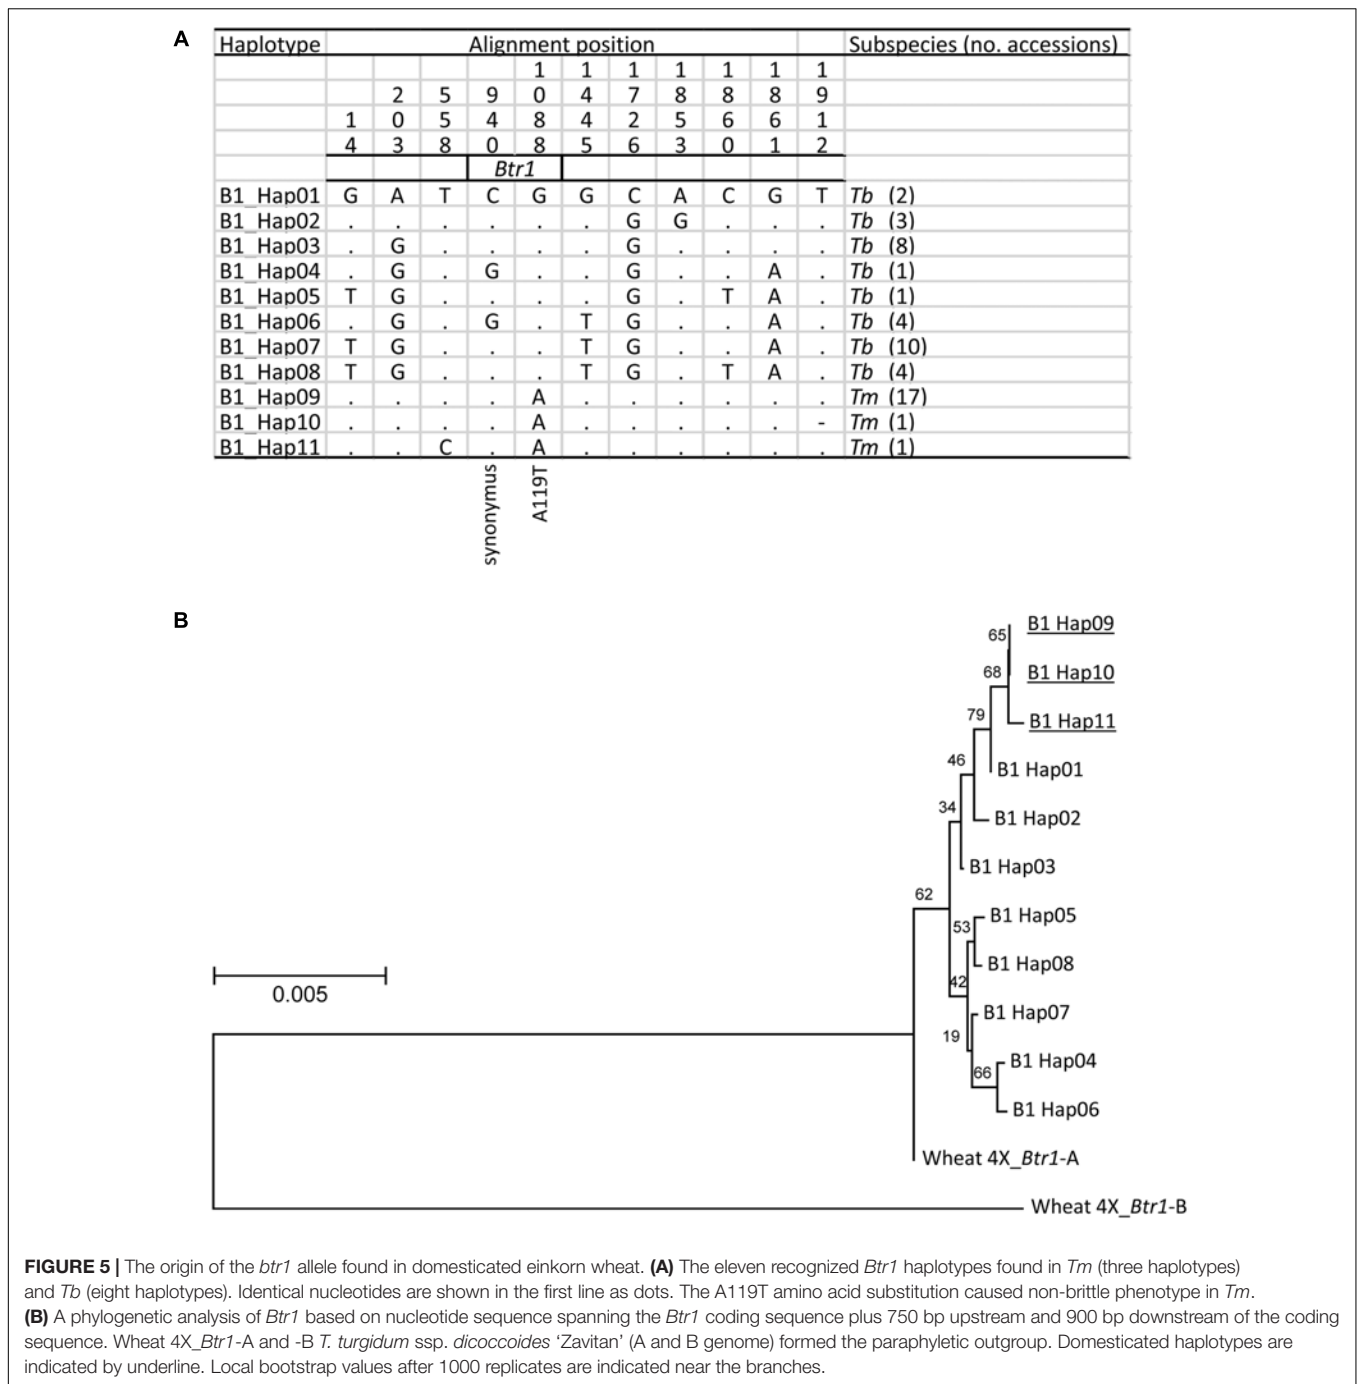 A
Haplotype Alignment position Subspecies (no. accessions)
1 1 1 1 1 1 1
2 5 9 0 4 7 8 8 8 9
1 0 5 4 8 4 2 5 6 6 1
4 3 8 0 8 5 6 3 0 1 2
Btr1
B1_Hap01 G A T C G G C A C G T Tb (2)
B1_Hap02 . . . . . . G G . . . Tb (3)
B1_Hap03 . G . . . . G . . . . Tb (8)
B1_Hap04 . G . G . . G . . A . Tb (1)
B1_Hap05 T G . . . . G . T A . Tb (1)
B1_Hap06 . G . G . T G . . A . Tb (4)
B1_Hap07 T G . . . T G . . A . Tb (10)
B1_Hap08 T G . . . T G . T A . Tb (4)
B1_Hap09 . . . . A . . . . . . Tm (17)
B1_Hap10 . . . . A . . . . . - Tm (1)
B1_Hap11 . . C . A . . . . . . Tm (1)
synonymus
A119T
B
65
B1 Hap09
68
B1 Hap10
79
B1 Hap11
46
B1 Hap01
34
B1 Hap02
B1 Hap03
62
53
B1 Hap05
B1 Hap08
42
B1 Hap07
19
66
B1 Hap04
B1 Hap06
0.005
Wheat 4X_Btr1-A
Wheat 4X_Btr1-B
FIGURE 5 | The origin of the btr1 allele found in domesticated einkorn wheat. (A) The eleven recognized Btr1 haplotypes found in Tm (three haplotypes)
and Tb (eight haplotypes). Identical nucleotides are shown in the first line as dots. The A119T amino acid substitution caused non-brittle phenotype in Tm.
(B) A phylogenetic analysis of Btr1 based on nucleotide sequence spanning the Btr1 coding sequence plus 750 bp upstream and 900 bp downstream of the coding
sequence. Wheat 4X_Btr1-A and -B T. turgidum ssp. dicoccoides ‘Zavitan’ (A and B genome) formed the paraphyletic outgroup. Domesticated haplotypes are
indicated by underline. Local bootstrap values after 1000 replicates are indicated near the branches.